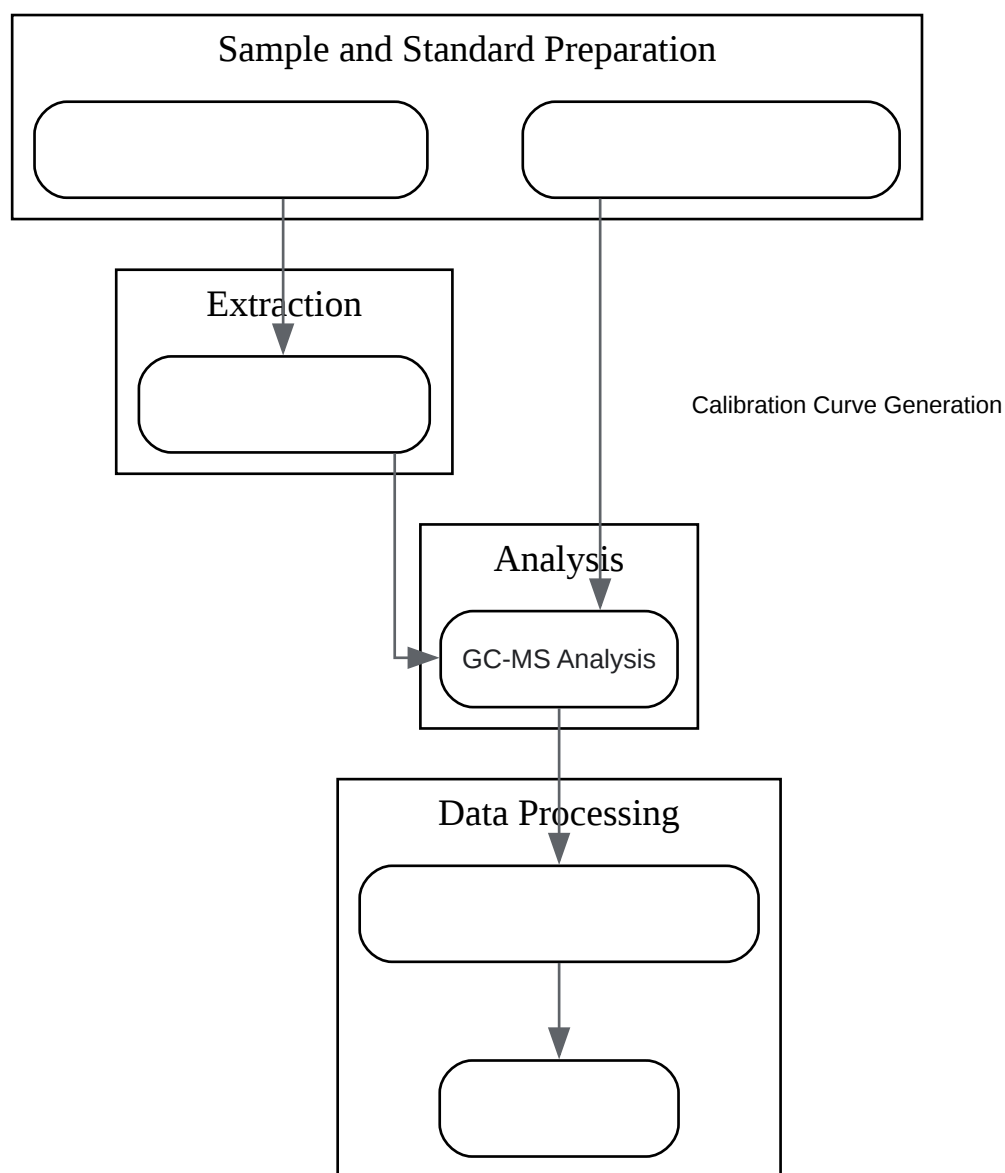 Sample and Standard Preparation
Extraction
Calibration Curve Generation
Analysis
GC-MS Analysis
Data Processing